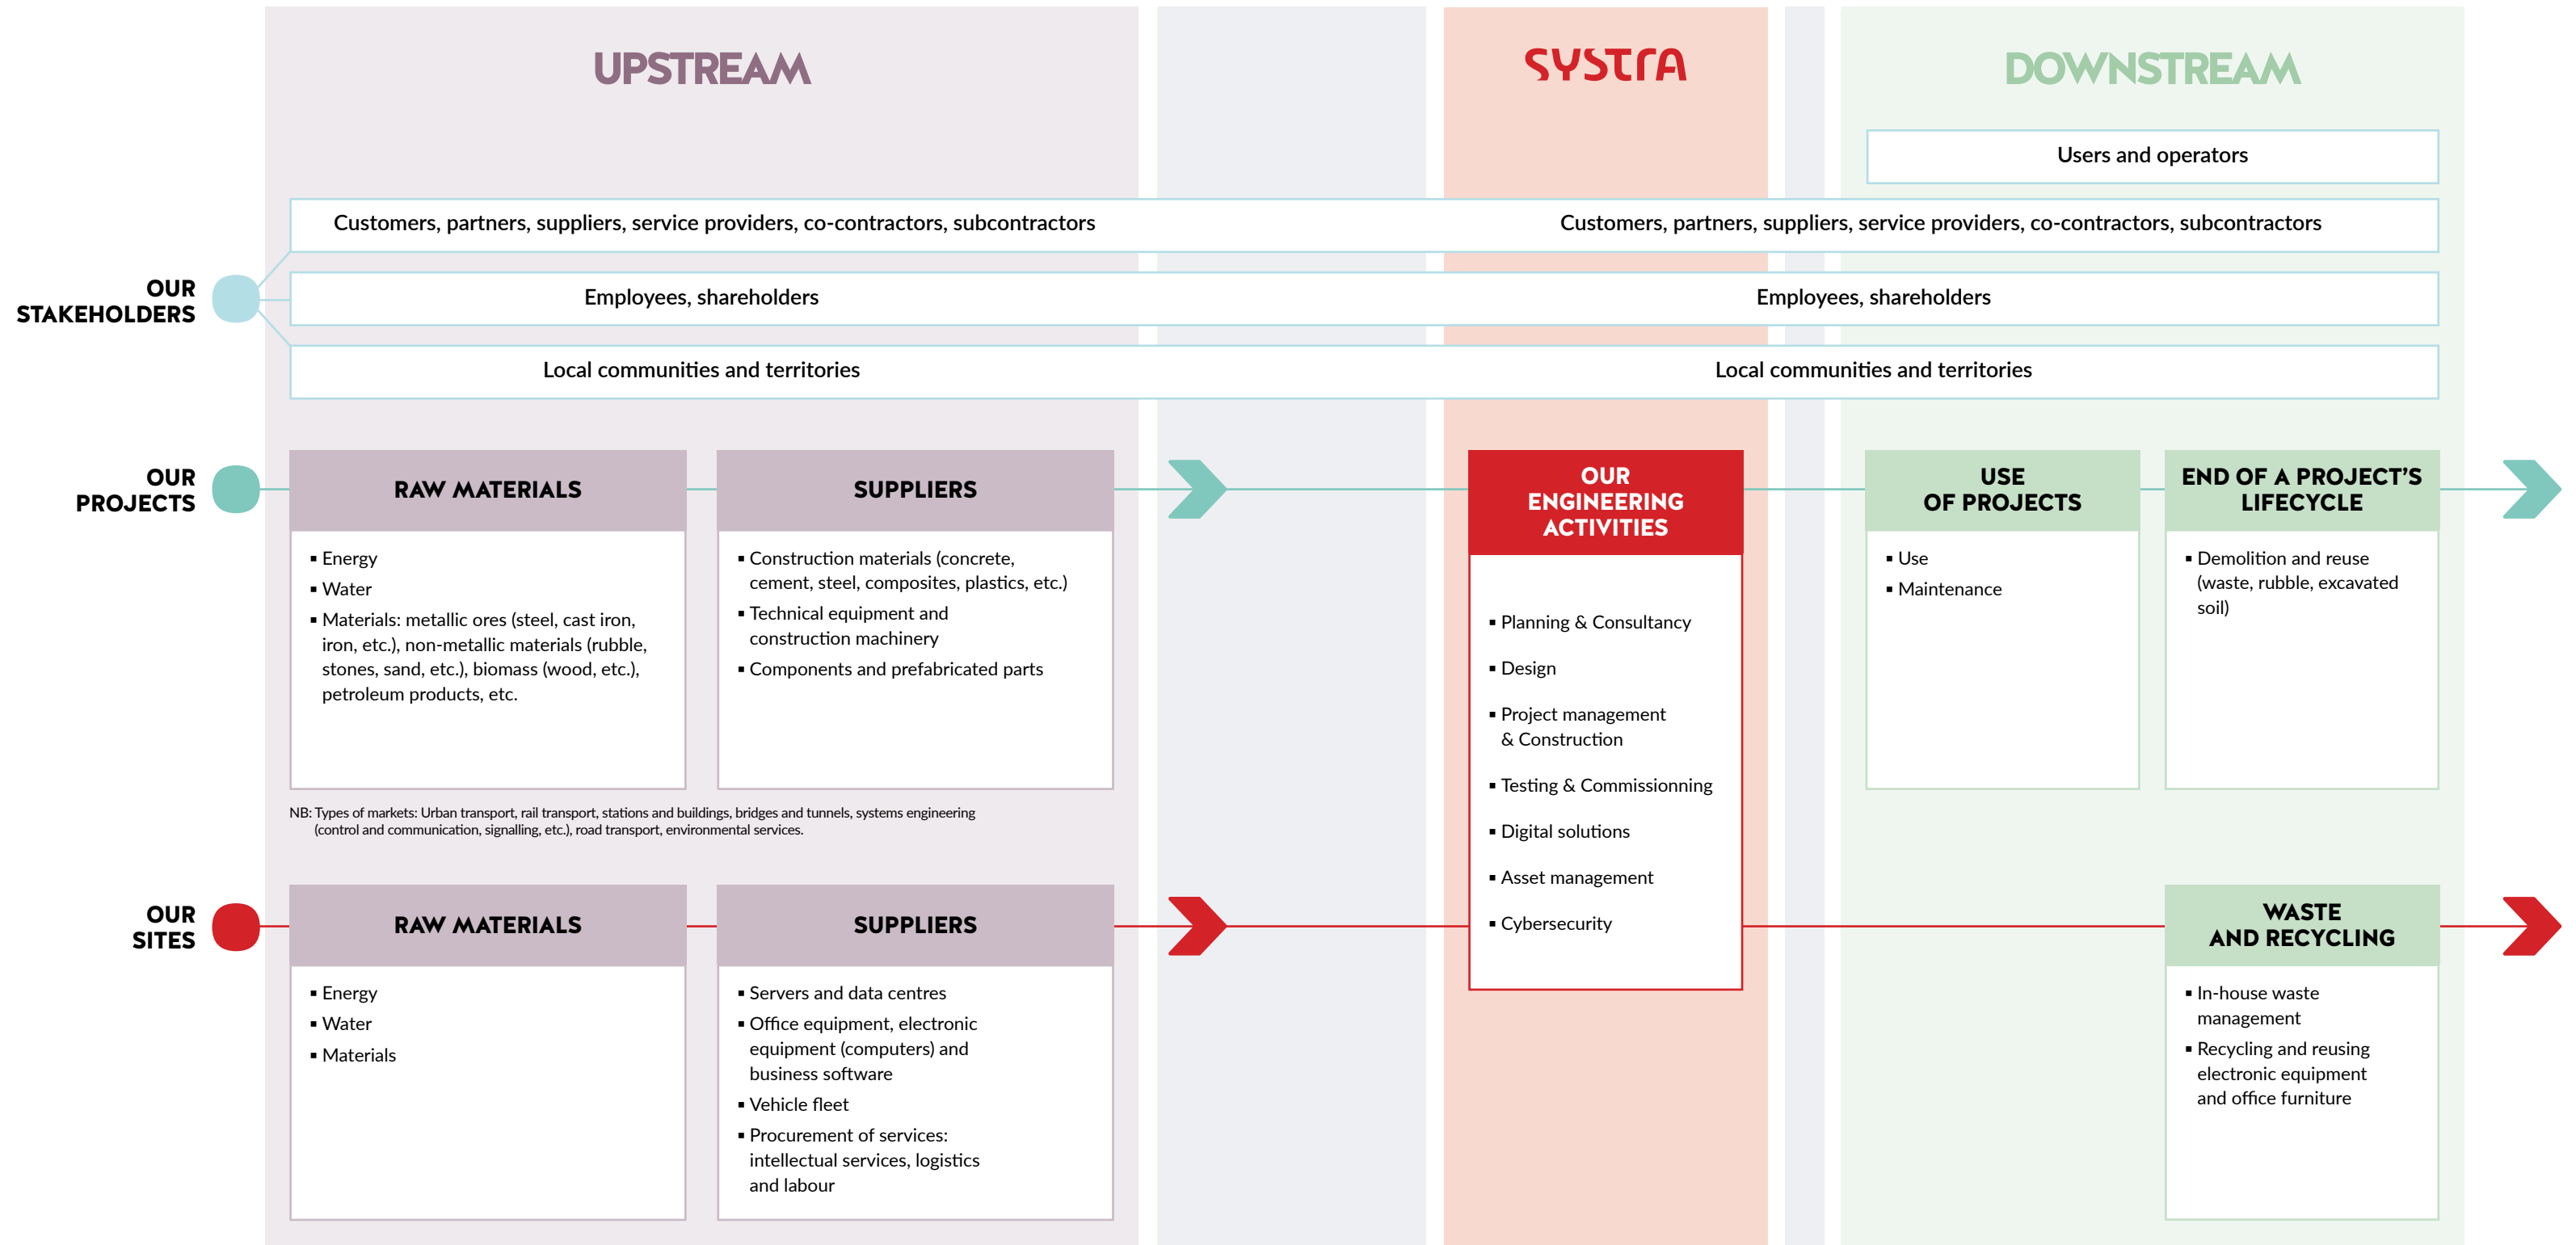 UPSTREAM
SYSTRA
DOWNSTREAM
Users and operators
Customers, partners, suppliers, service providers, co-contractors, subcontractors
Customers, partners, suppliers, service providers, co-contractors, subcontractors
OUR
STAKEHOLDERS
Employees, shareholders
Employees, shareholders
Local communities and territories
Local communities and territories
OUR
PROJECTS
RAW MATERIALS
▪ Energy
▪ Water
▪ Materials: metallic ores (steel, cast iron,
iron, etc.), non-metallic materials (rubble,
stones, sand, etc.), biomass (wood, etc.),
petroleum products, etc.
SUPPLIERS
▪ Construction materials (concrete,
cement, steel, composites, plastics, etc.)
▪ Technical equipment and
construction machinery
▪ Components and prefabricated parts
NB: Types of markets: Urban transport, rail transport, stations and buildings, bridges and tunnels, systems engineering
(control and communication, signalling, etc.), road transport, environmental services.
OUR
ENGINEERING
ACTIVITIES
▪ Planning & Consultancy
▪ Design
▪ Project management
& Construction
▪ Testing & Commissionning
▪ Digital solutions
▪ Asset management
▪ Cybersecurity
USE
OF PROJECTS
▪ Use
▪ Maintenance
END OF A PROJECT'S
LIFECYCLE
▪ Demolition and reuse
(waste, rubble, excavated
soil)
OUR
SITES
RAW MATERIALS
▪ Energy
▪ Water
▪ Materials
SUPPLIERS
▪ Servers and data centres
▪ Office equipment, electronic
equipment (computers) and
business software
▪ Vehicle fleet
▪ Procurement of services:
intellectual services, logistics
and labour
WASTE
AND RECYCLING
▪ In-house waste
management
▪ Recycling and reusing
electronic equipment
and office furniture